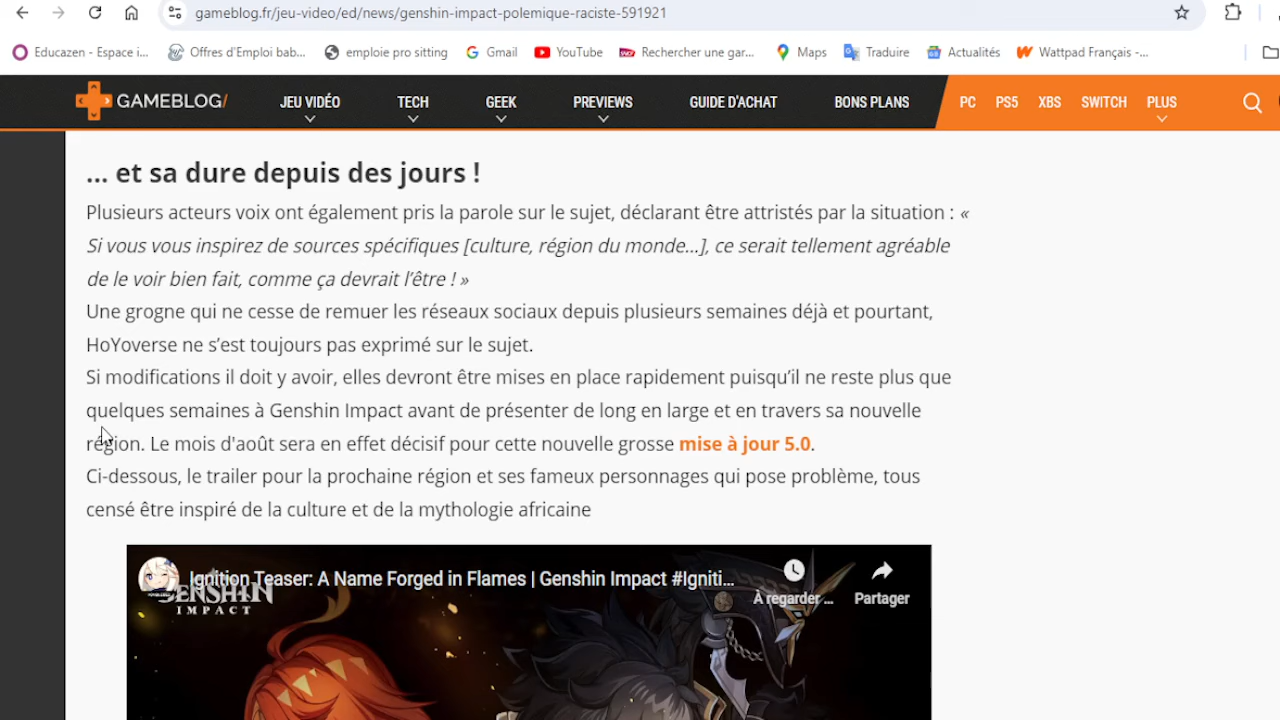 gameblog.fr/jeu-video/ed/news/genshin-impact-polemique-raciste-591921
Educazen - Espace i... Offres d'Emploi bab... emploie pro sitting Gmail YouTube Rechercher une gar... Maps Traduire Actualités Wattpad Français -...
GAMEBLOG/ JEU VIDÉO TECH GEEK PREVIEWS GUIDE D'ACHAT BONS PLANS PC PS5 XBS SWITCH PLUS
... et sa dure depuis des jours !
Plusieurs acteurs voix ont également pris la parole sur le sujet, déclarant être attristés par la situation : «
Si vous vous inspirez de sources spécifiques [culture, région du monde...], ce serait tellement agréable
de le voir bien fait, comme ça devrait l'être ! »
Une grogne qui ne cesse de remuer les réseaux sociaux depuis plusieurs semaines déjà et pourtant,
HoYoverse ne s'est toujours pas exprimé sur le sujet.
Si modifications il doit y avoir, elles devront être mises en place rapidement puisqu'il ne reste plus que
quelques semaines à Genshin Impact avant de présenter de long en large et en travers sa nouvelle
région. Le mois d'août sera en effet décisif pour cette nouvelle grosse mise à jour 5.0.
Ci-dessous, le trailer pour la prochaine région et ses fameux personnages qui pose problème, tous
censé être inspiré de la culture et de la mythologie africaine
Ignition Teaser: A Name Forged in Flames | Genshin Impact #Igniti...
GENSHIN
IMPACT
À regarder ... Partager